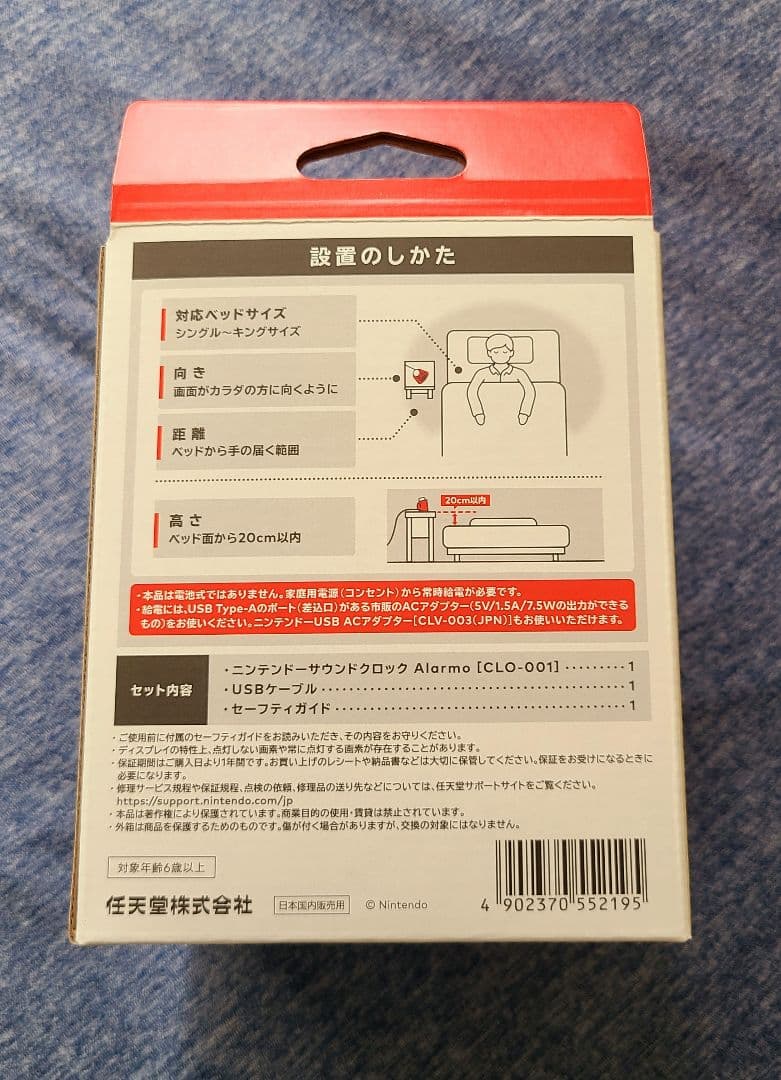 設置のしかた
対応ベッドサイズ
シングル～キングサイズ
向き
画面がカラダの方に向くように
距離
ベッドから手の届く範囲
高さ
ベッド面から20cm以内
20cm以内
・本品は電池式ではありません。家庭用電源（コンセント）から常時給電が必要です。
・給電には、USB Type-Aのポート（差込口）がある市販のACアダプター（5V/1.5A/7.5Wの出力ができる
もの）をお使いください。ニンテンドーUSB ACアダプター[CLV-003（JPN）]もお使いいただけます。
セット内容
・ニンテンドーサウンドクロック Alarmo [CLO-001] ·········1
・USBケーブル ·········1
・セーフティガイド ·········1
・ご使用前に付属のセーフティガイドをお読みいただき、その内容をお守りください。
・ディスプレイの特性上、点灯しない画素や常に点灯する画素が存在することがあります。
・保証期間はご購入日より1年間です。お買い上げのレシートや納品書などは大切に保管してください。保証をお受けになるときに
必要になります。
・修理サービス規程や保証規程、点検の依頼、修理品の送り先などについては、任天堂サポートサイトをご覧ください。
https://support.nintendo.com/jp
・本品は著作権により保護されています。商業目的の使用・賃貸は禁止されています。
・外箱は商品を保護するためのものです。傷が付く場合がありますが、交換の対象にはなりません。
対象年齢6歳以上
任天堂株式会社
日本国内販売用
© Nintendo
4 902370 552195